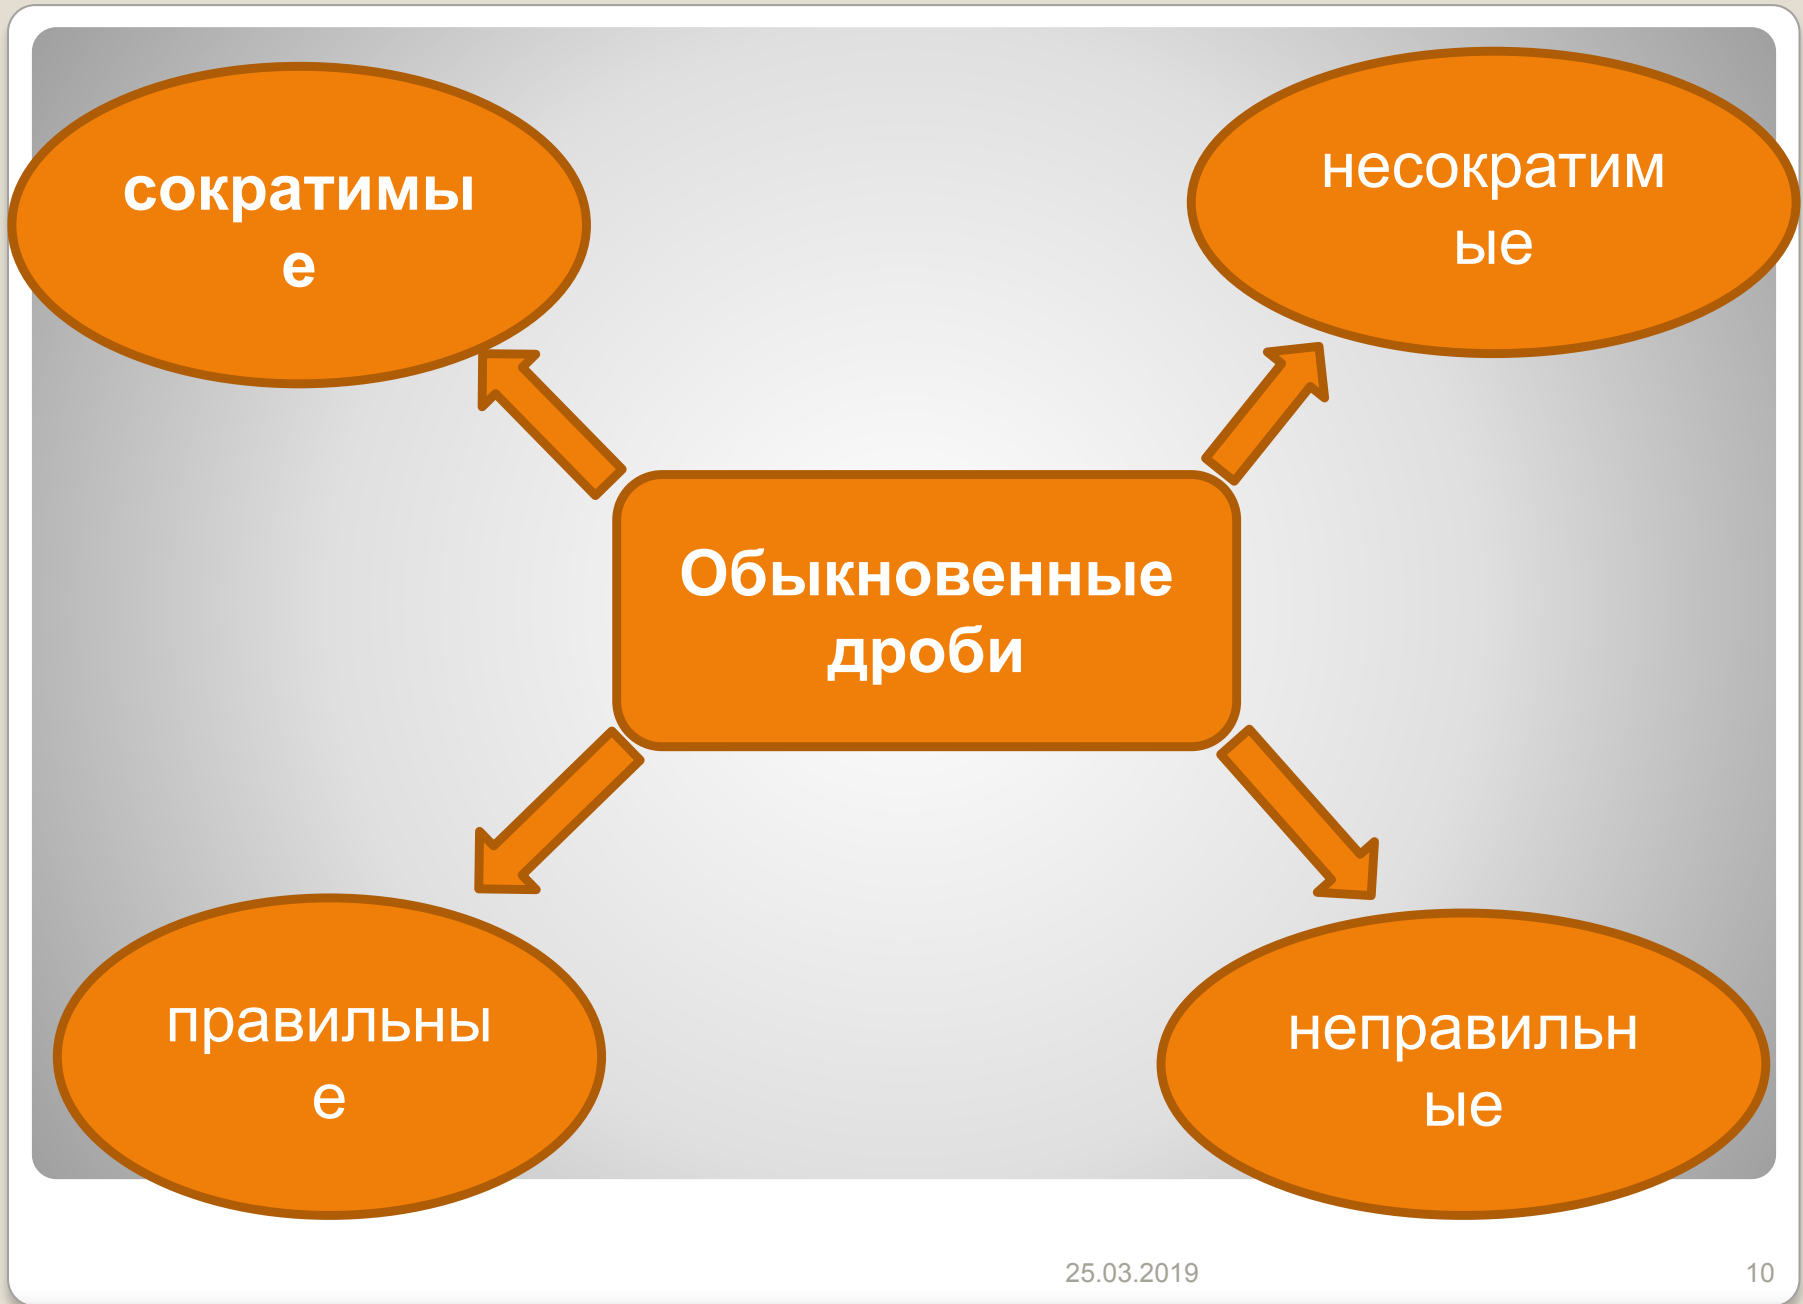 сократимы
е
несократим
ые
Обыкновенные
дроби
правильны
е
неправильн
ые
25.03.2019
10